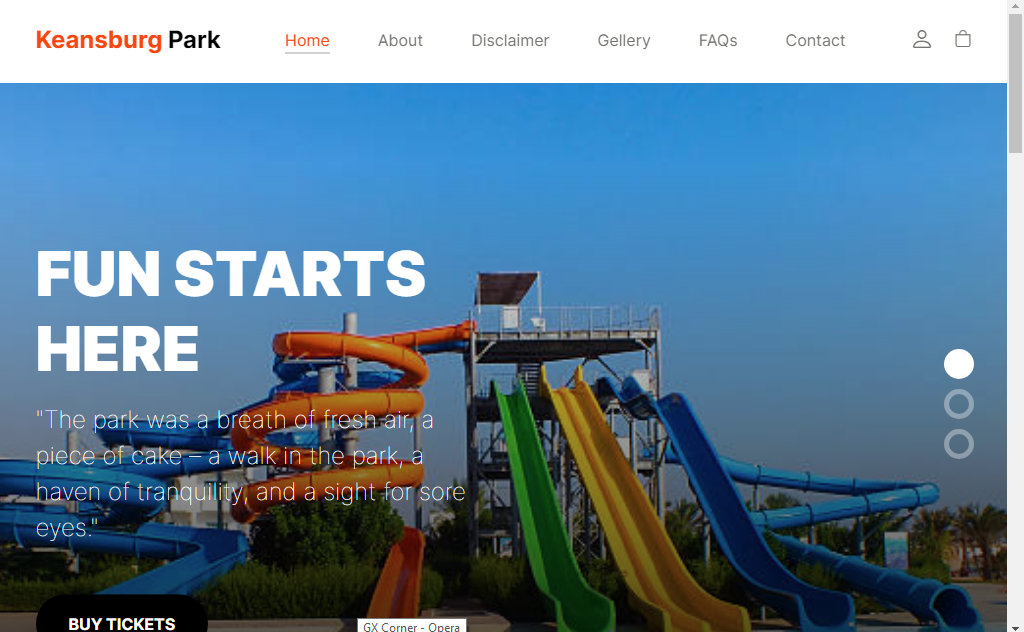 Keansburg Park
Home About Disclaimer Gellery FAQs Contact
FUN STARTS
HERE
"The park was a breath of fresh air, a
piece of cake – a walk in the park, a
haven of tranquility, and a sight for sore
eyes."
BUY TICKETS
GX Corner - Opera